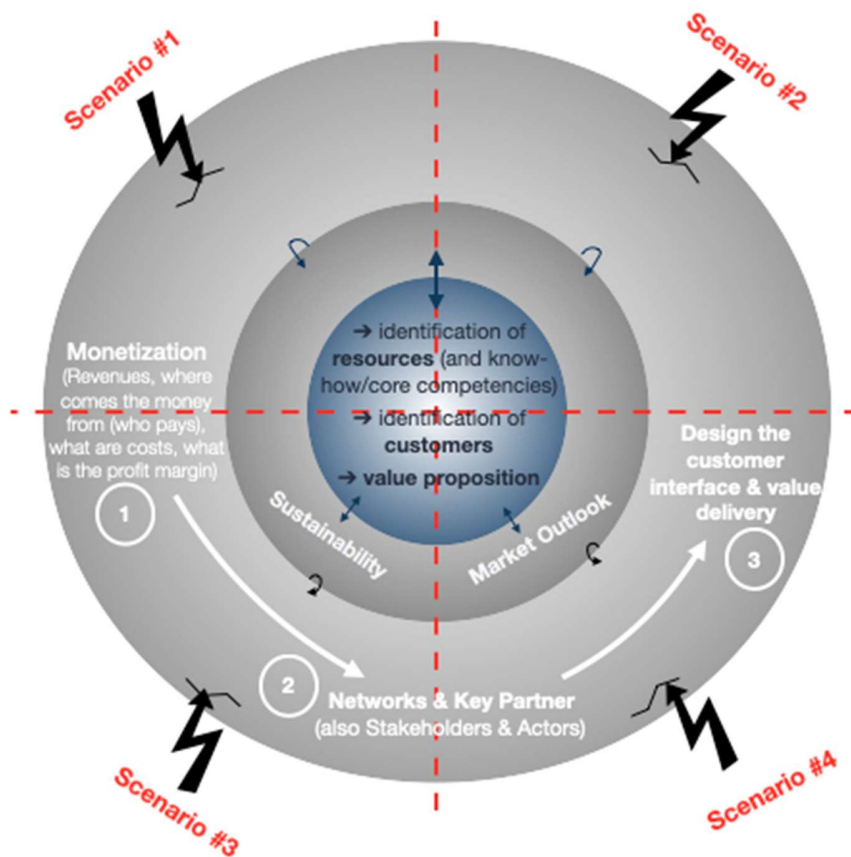 Scenario #1
Scenario #2
➔ identification of
resources (and know-
how/core competencies)
➔ identification of
customers
➔ value proposition
Monetization
(Revenues, where
comes the money
from (who pays),
what are costs, what
is the profit margin)
1
Sustainability
Market Outlook
Design the
customer
interface & value
delivery
3
2
Networks & Key Partner
(also Stakeholders & Actors)
Scenario #3
Scenario #4